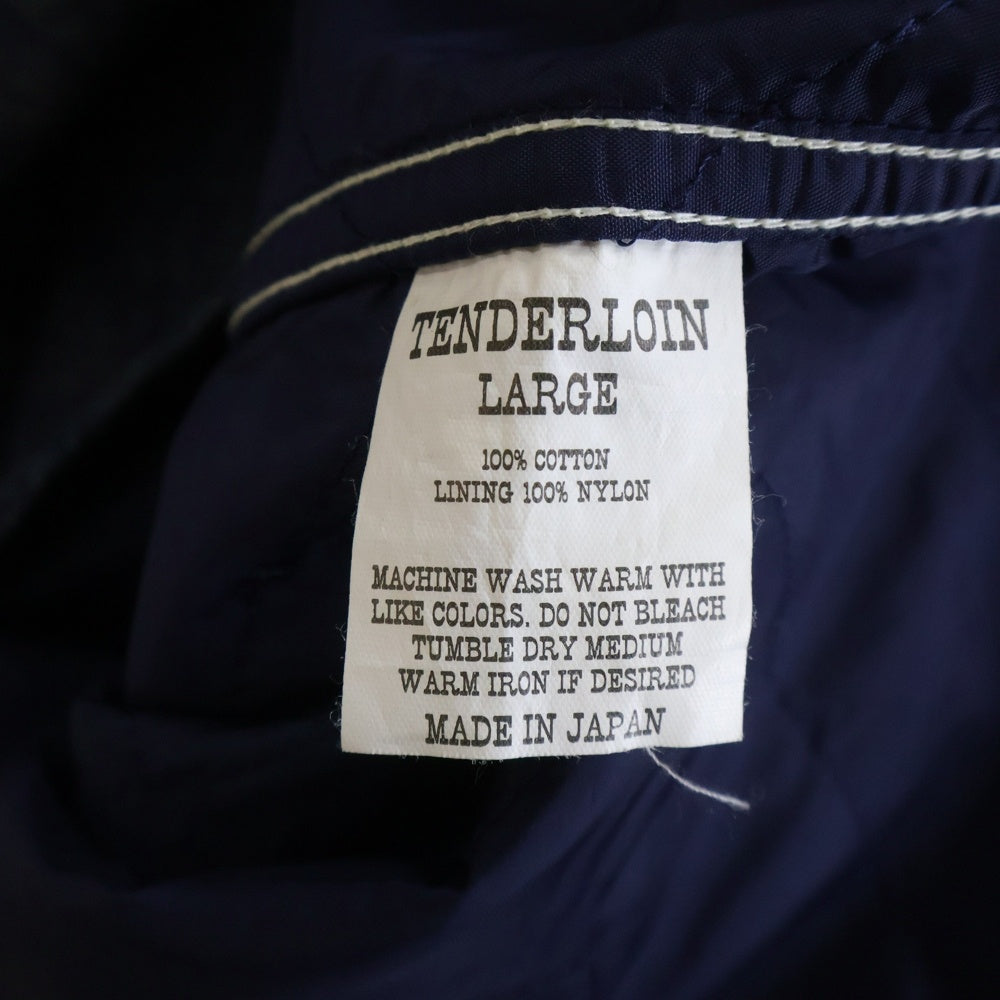 TENDERLOIN
LARGE
100% COTTON
LINING 100% NYLON
MACHINE WASH WARM WITH
LIKE COLORS. DO NOT BLEACH
TUMBLE DRY MEDIUM
WARM IRON IF DESIRED
MADE IN JAPAN